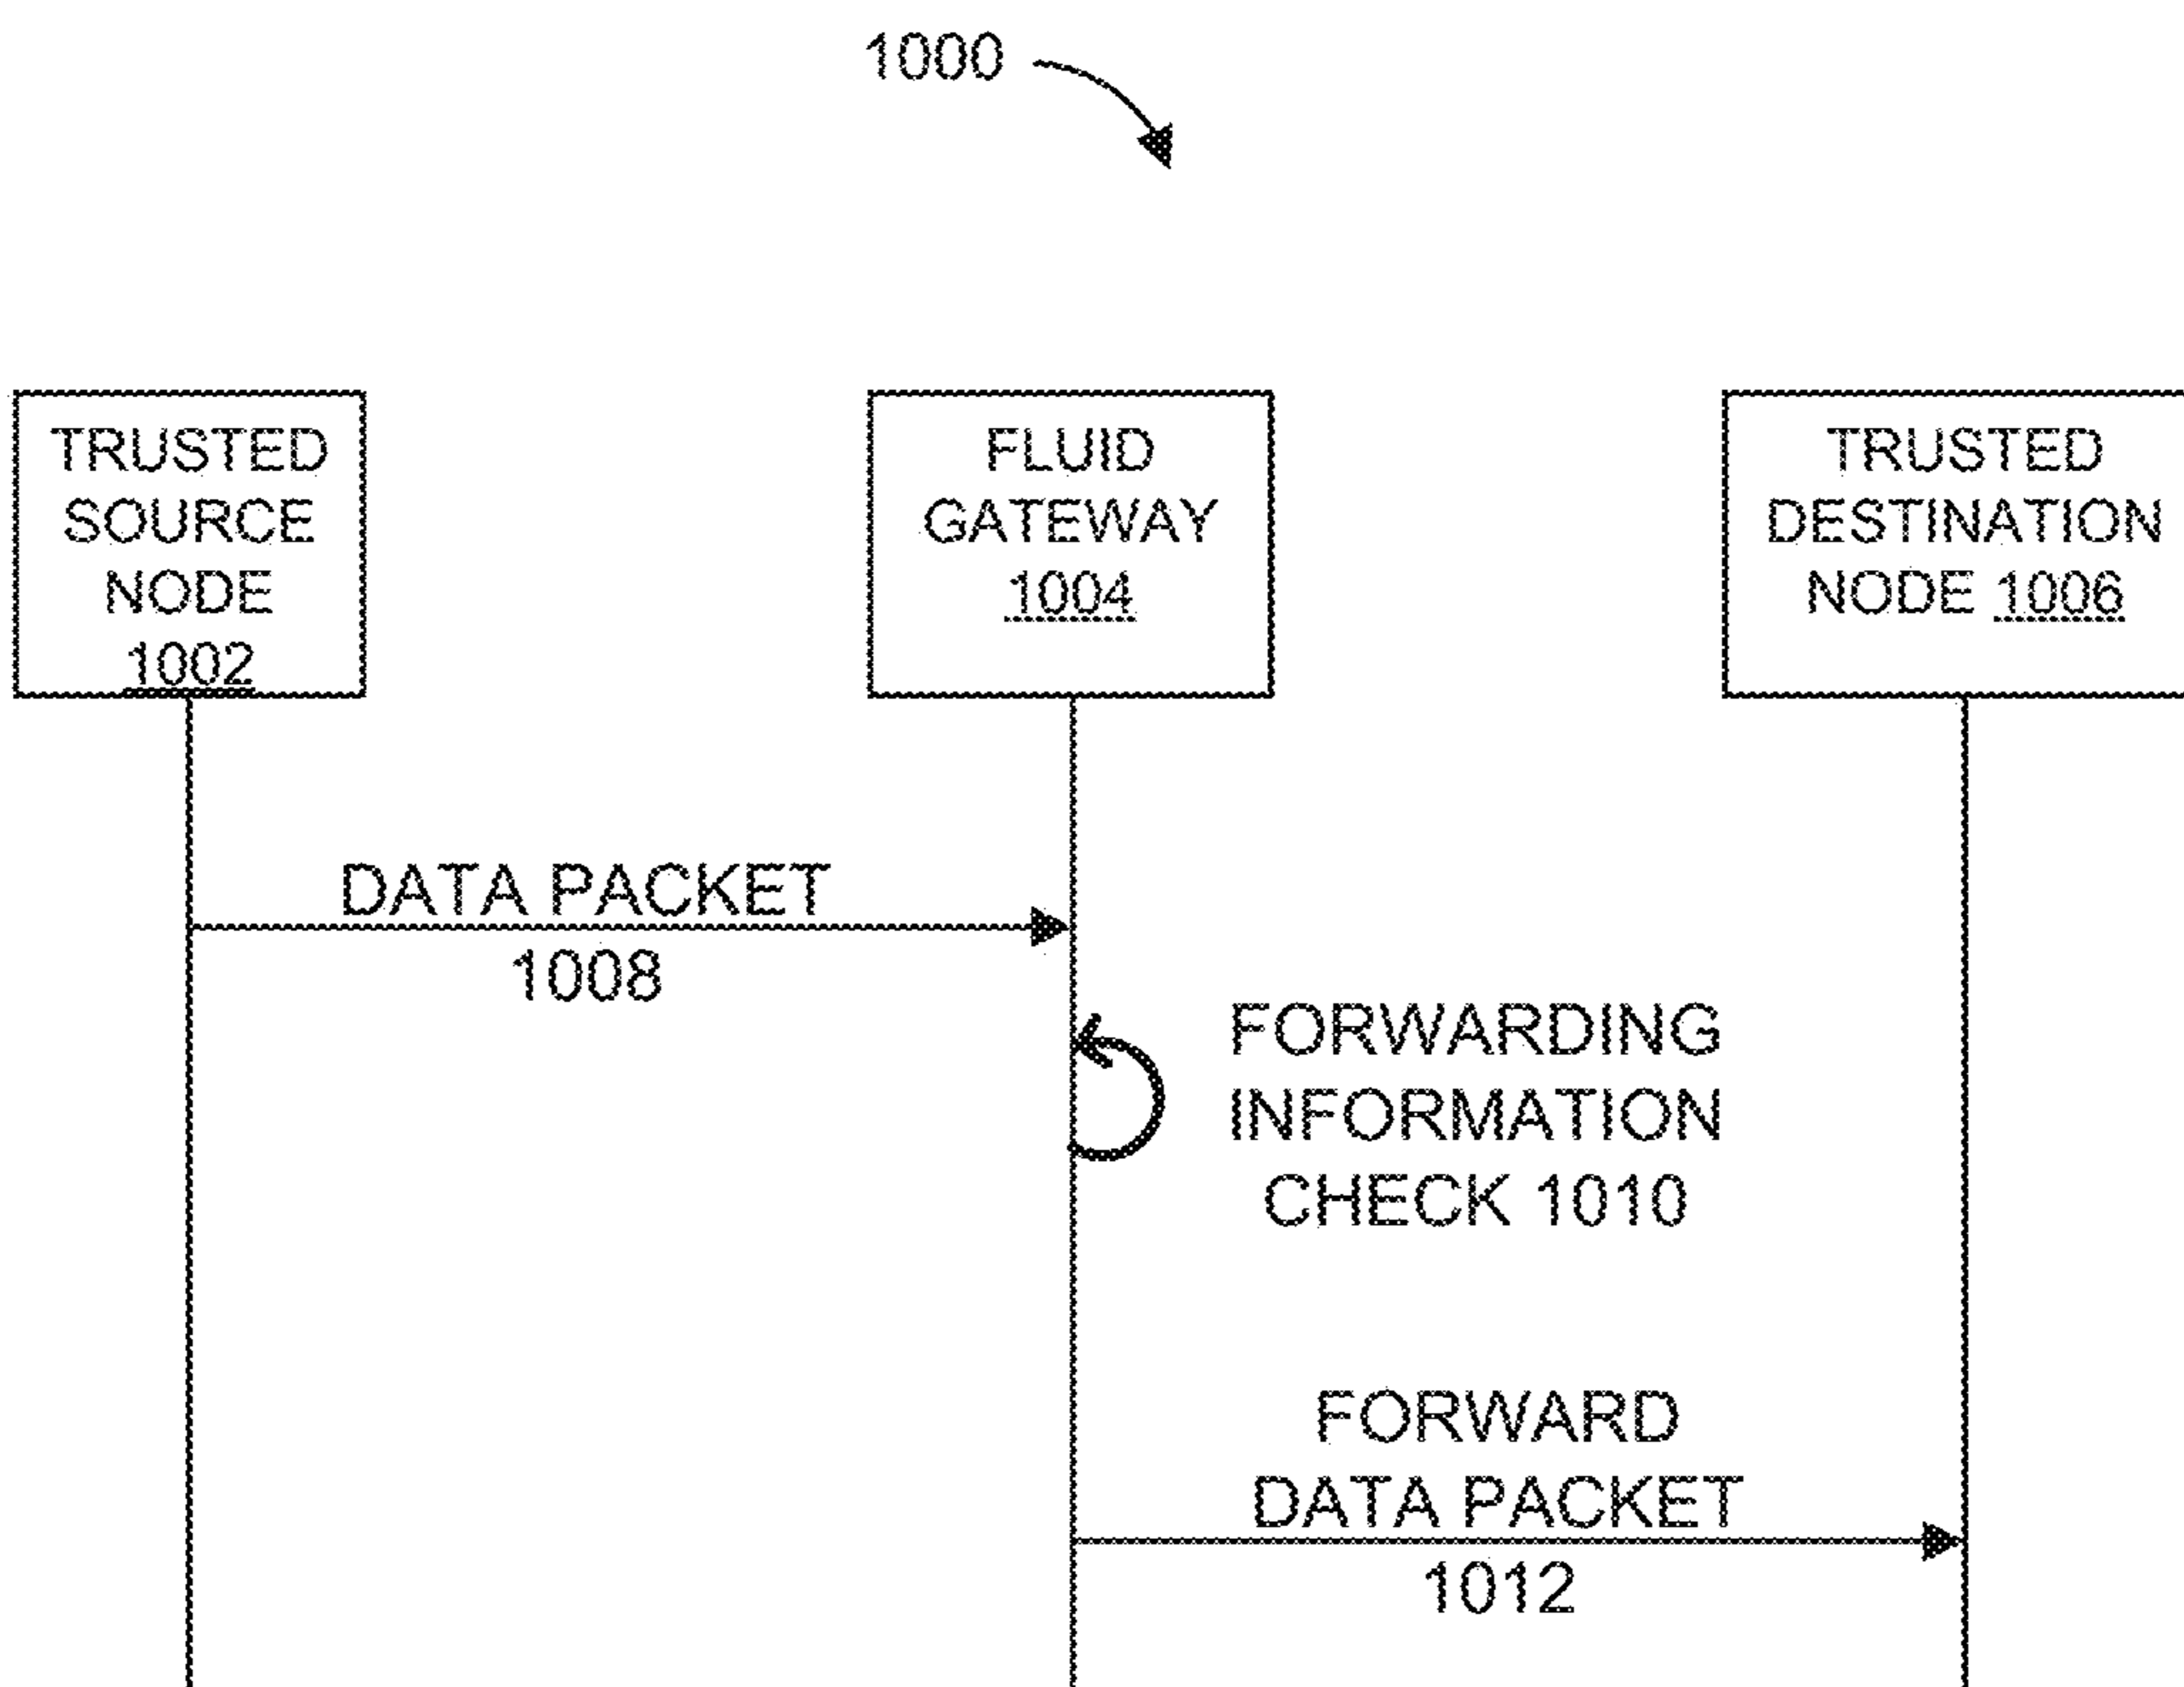 1000
TRUSTED
SOURCE
NODE
1002
FLUID
GATEWAY
1004
TRUSTED
DESTINATION
NODE 1006
DATA PACKET
1008
FORWARDING
INFORMATION
CHECK 1010
FORWARD
DATA PACKET
1012